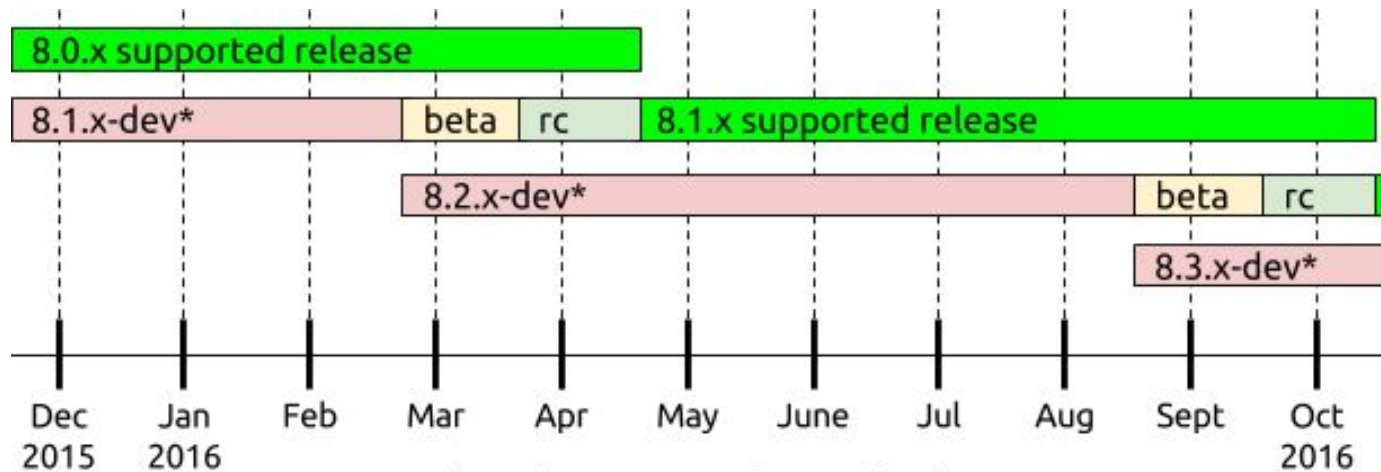 8.0.x supported release
8.1.x-dev* beta rc 8.1.x supported release
8.2.x-dev* beta rc
8.3.x-dev*
Dec Jan Feb Mar Apr May June Jul Aug Sept Oct
2015 2016 2016